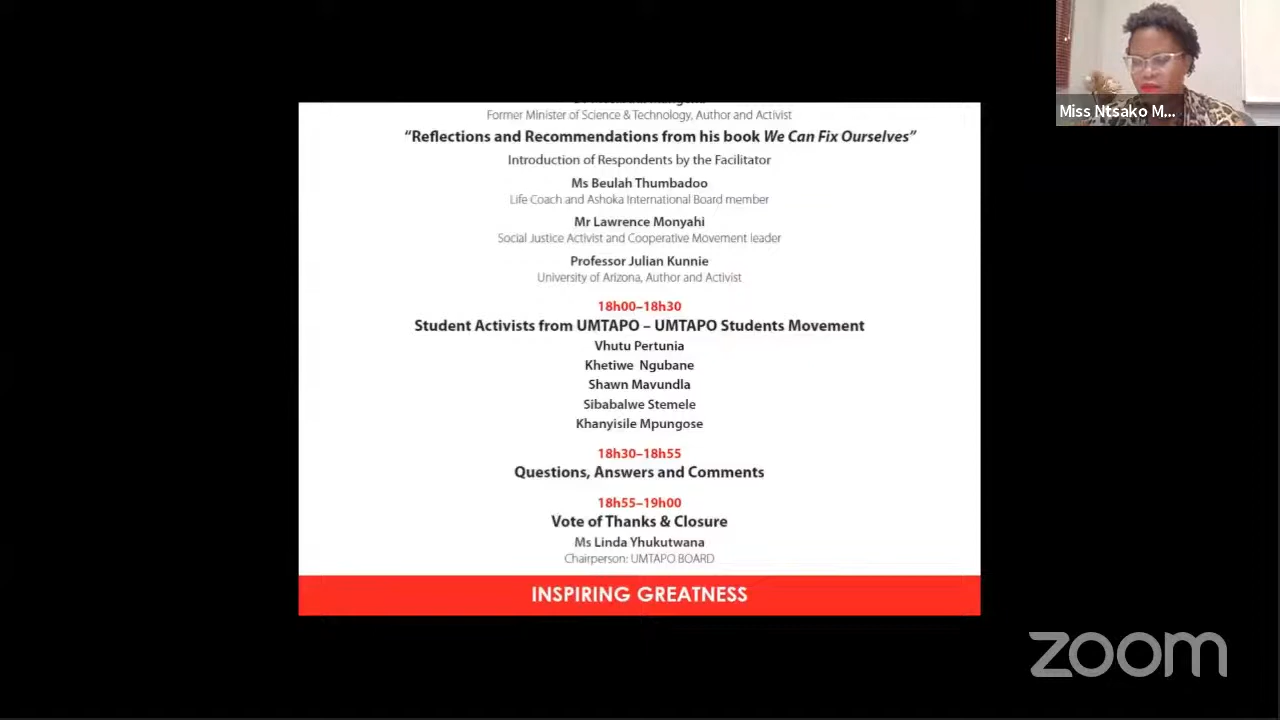 Former Minister of Science & Technology, Author and Activist
“Reflections and Recommendations from his book We Can Fix Ourselves”
Introduction of Respondents by the Facilitator
Ms Beulah Thumbadoo
Life Coach and Ashoka International Board member
Mr Lawrence Monyahi
Social Justice Activist and Cooperative Movement leader
Professor Julian Kunnie
University of Arizona, Author and Activist
18h00–18h30
Student Activists from UMTAPO – UMTAPO Students Movement
Vhutu Pertunia
Khetiwe Ngubane
Shawn Mavundla
Sibabalwe Stemele
Khanyisile Mpungose
18h30–18h55
Questions, Answers and Comments
18h55–19h00
Vote of Thanks & Closure
Ms Linda Yhukutwana
Chairperson: UMTAPO BOARD
INSPIRING GREATNESS
Miss Ntsako M...
zoom